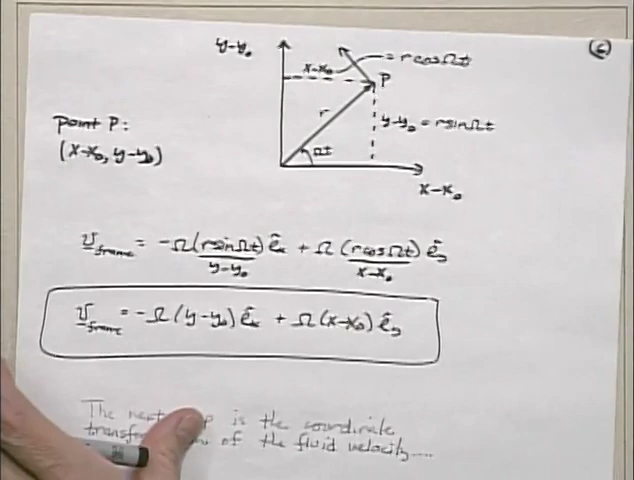 6
y-y₀
x-x₀ = r cos Ωt
P
r
y-y₀ = r sin Ωt
Ωt
x-x₀
point P:
(x-x₀, y-y₀)
v_frame = -Ω(r sin Ωt) ê_x + Ω (r cos Ωt) ê_y
y-y₀ x-x₀
v_frame = -Ω (y-y₀) ê_x + Ω (x-x₀) ê_y
The next is the coordinate
of the fluid velocity....